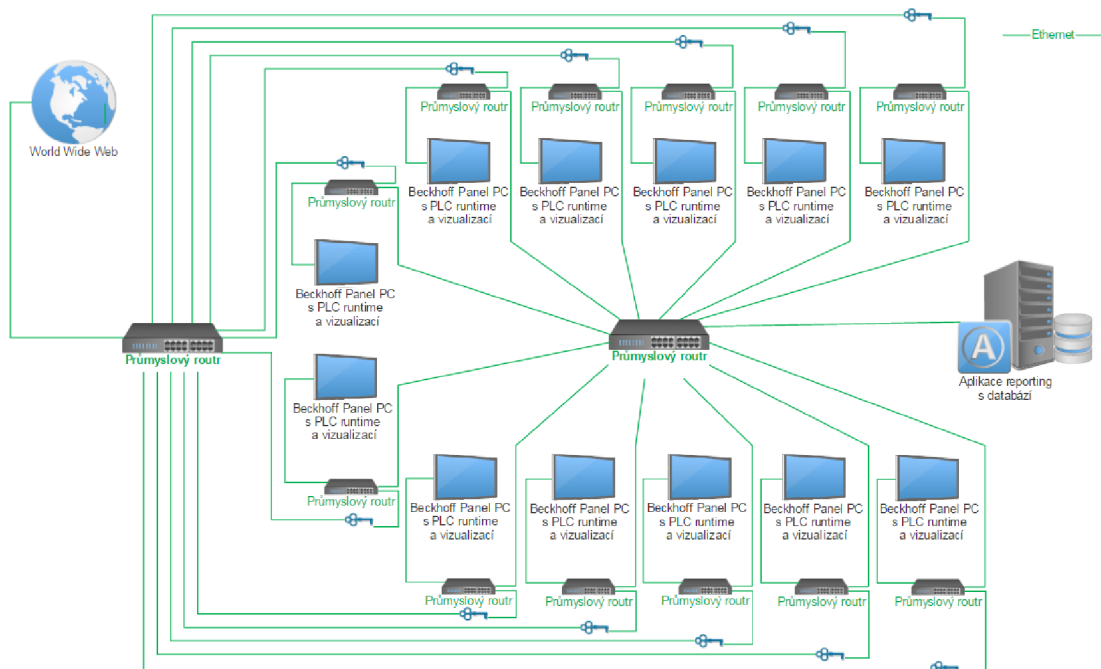 Ethernet
World Wide Web
Průmyslový routr
Průmyslový routr
Průmyslový routr
Průmyslový routr
Průmyslový routr
Beckhoff Panel PC
s PLC runtime
a vizualizací
Beckhoff Panel PC
s PLC runtime
a vizualizací
Beckhoff Panel PC
s PLC runtime
a vizualizací
Beckhoff Panel PC
s PLC runtime
a vizualizací
Beckhoff Panel PC
s PLC runtime
a vizualizací
Průmyslový routr
Beckhoff Panel PC
s PLC runtime
a vizualizací
Průmyslový routr
Průmyslový routr
A
Aplikace reporting
s databází
Beckhoff Panel PC
s PLC runtime
a vizualizací
Průmyslový routr
Beckhoff Panel PC
s PLC runtime
a vizualizací
Beckhoff Panel PC
s PLC runtime
a vizualizací
Beckhoff Panel PC
s PLC runtime
a vizualizací
Beckhoff Panel PC
s PLC runtime
a vizualizací
Beckhoff Panel PC
s PLC runtime
a vizualizací
Průmyslový routr
Průmyslový routr
Průmyslový routr
Průmyslový routr
Průmyslový routr